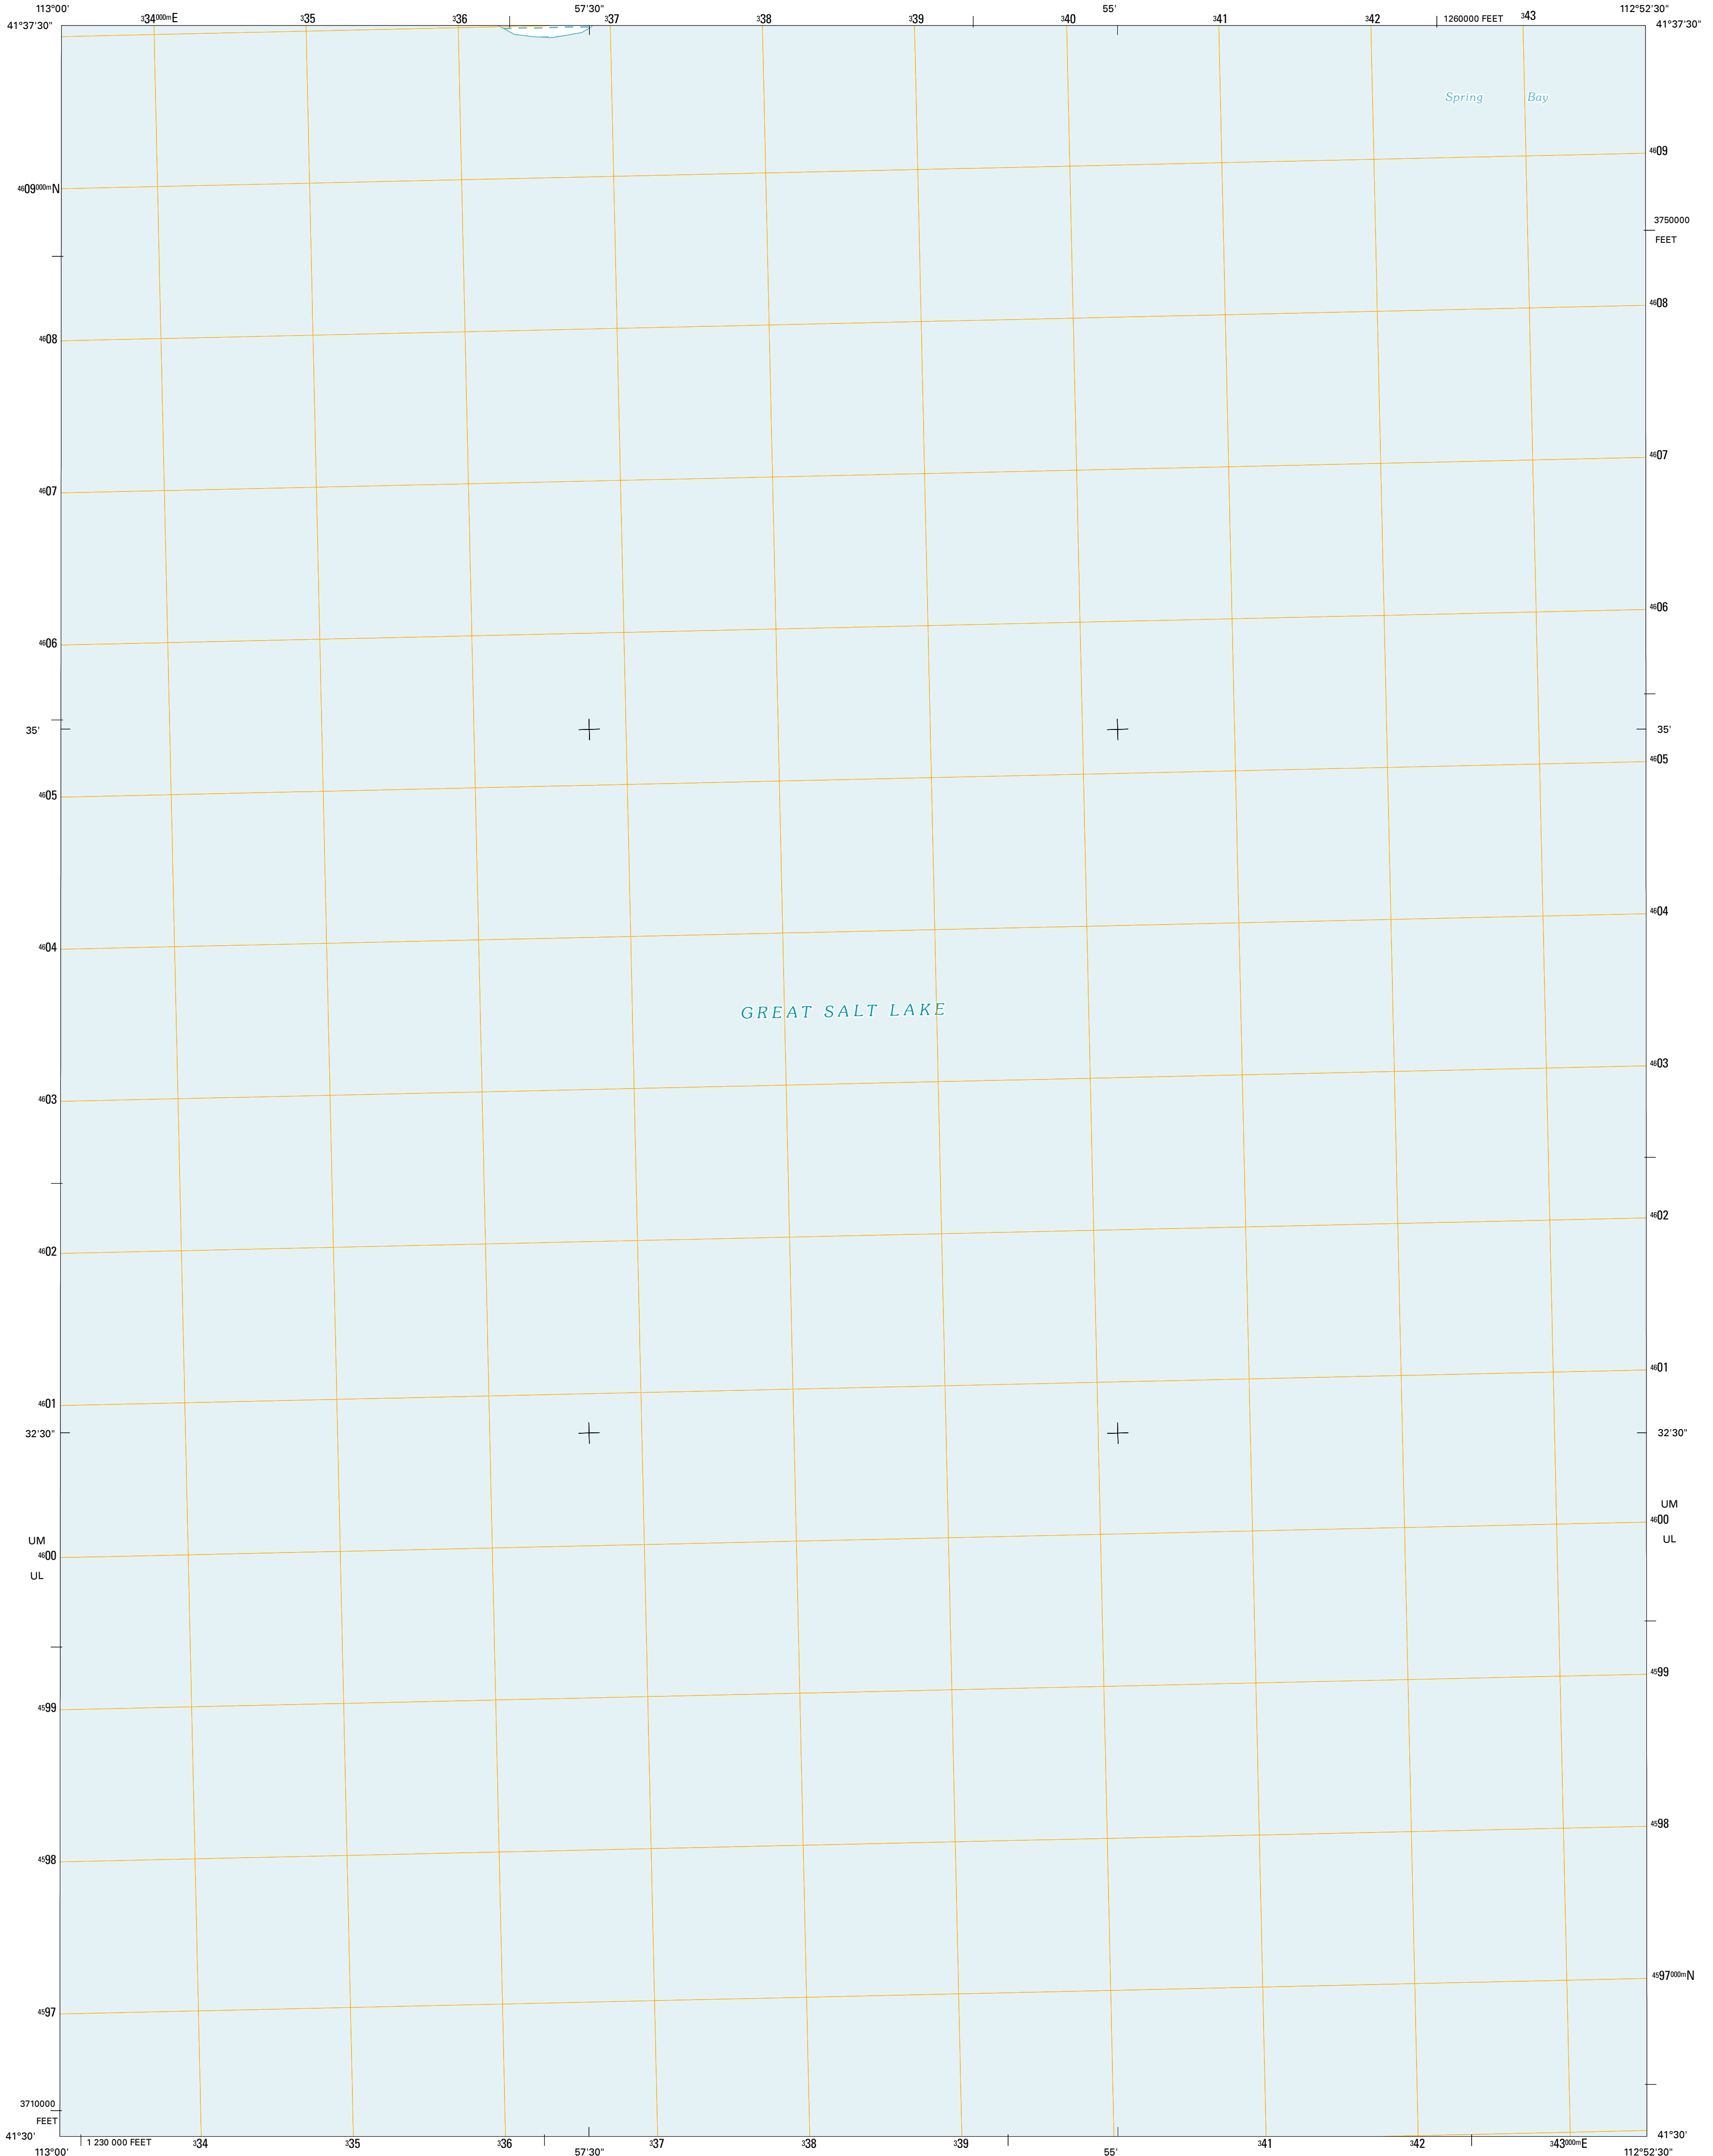 113°00' 57'30" 55' 112°52'30"
41°37'30" 334000mE 335 336 337 338 339 340 341 342 1260000 FEET 343 41°37'30"
Spring Bay
4609
4609000mN
3750000
FEET
4608
4608
4607
4607
4606
4606
35' 35'
4605
4605
4604
4604
GREAT SALT LAKE
4603
4603
4602
4602
4601
4601
32'30" 32'30"
UM
4600
UL
UM
4600
UL
4599
4599
4598
4598
4597000mN
4597
3710000
FEET
41°30' 41°30'
1 230 000 FEET 334 335 336 337 338 339 341 342 343000mE
113°00' 57'30" 55' 112°52'30"